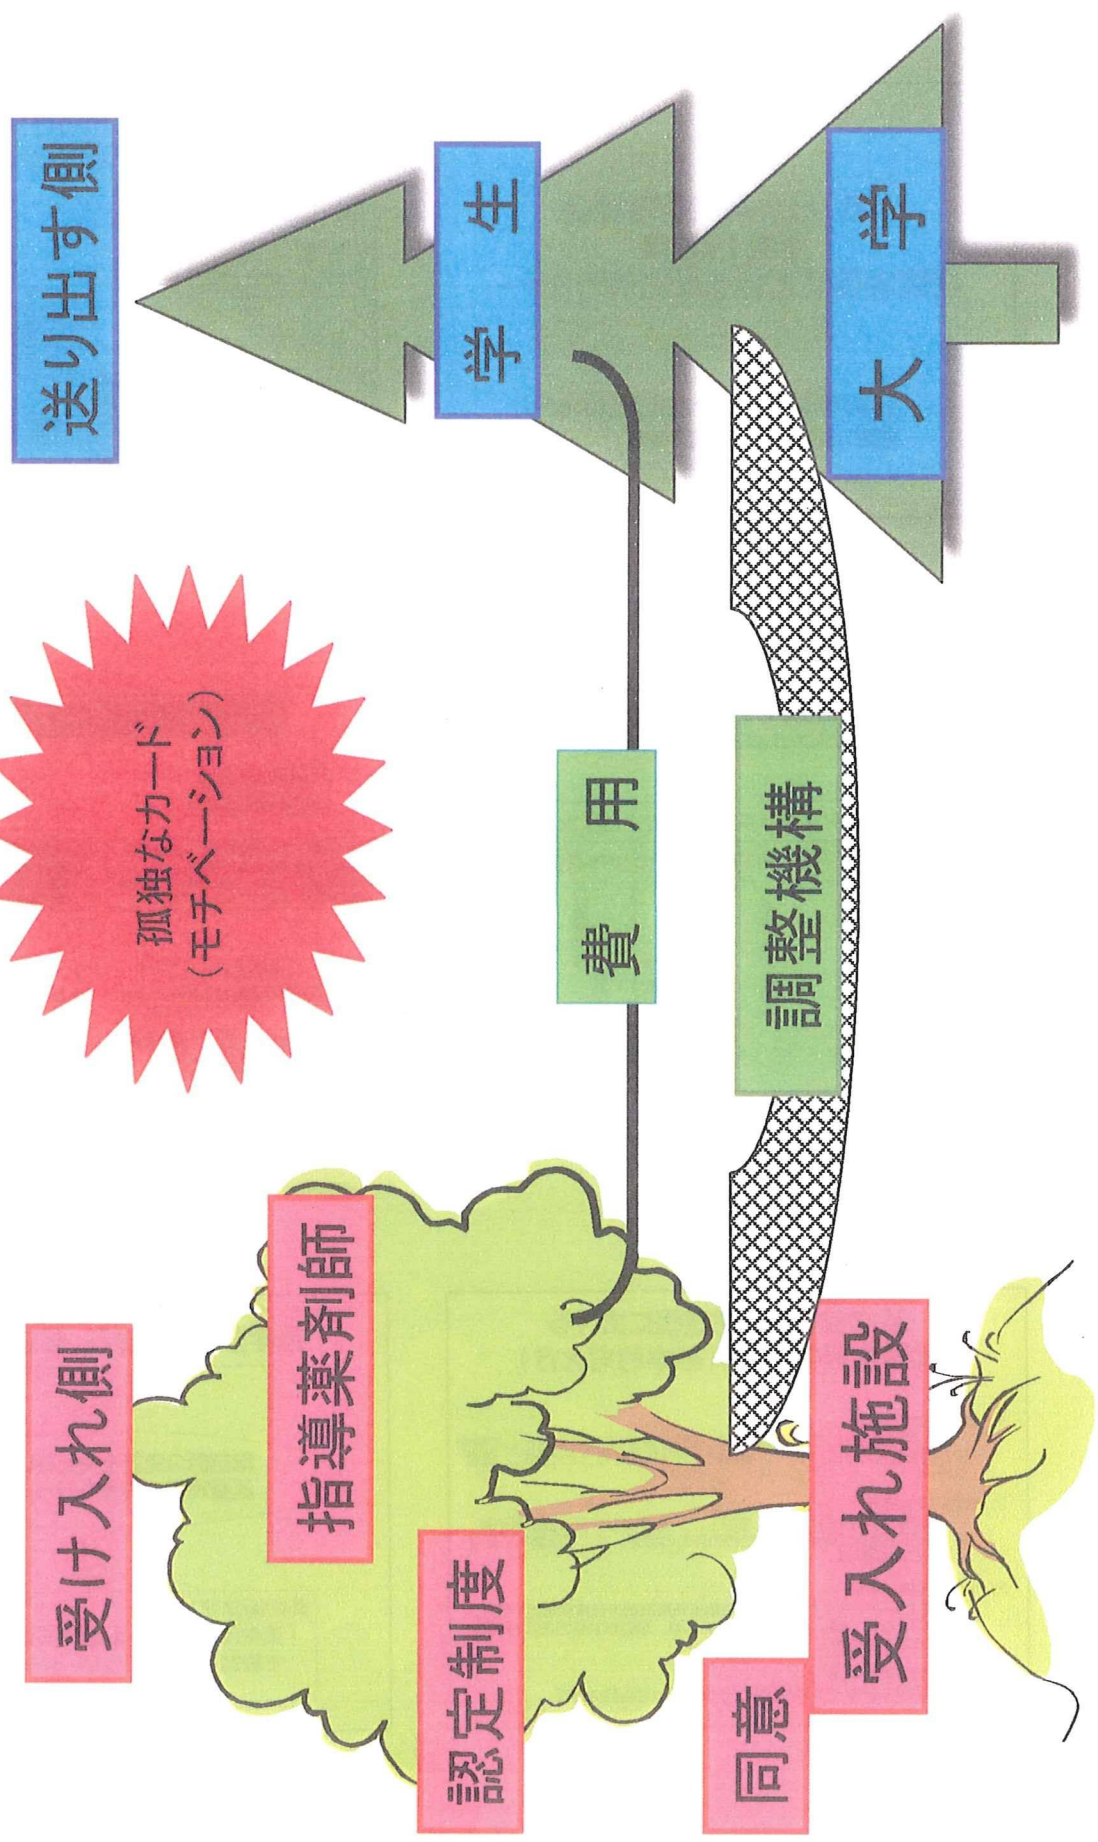 受け入れ側
孤独なカード
(モチベーション)
送り出す側
指導薬剤師
認定制度
学 生
費 用
同意
調整機構
受入れ施設
大 学